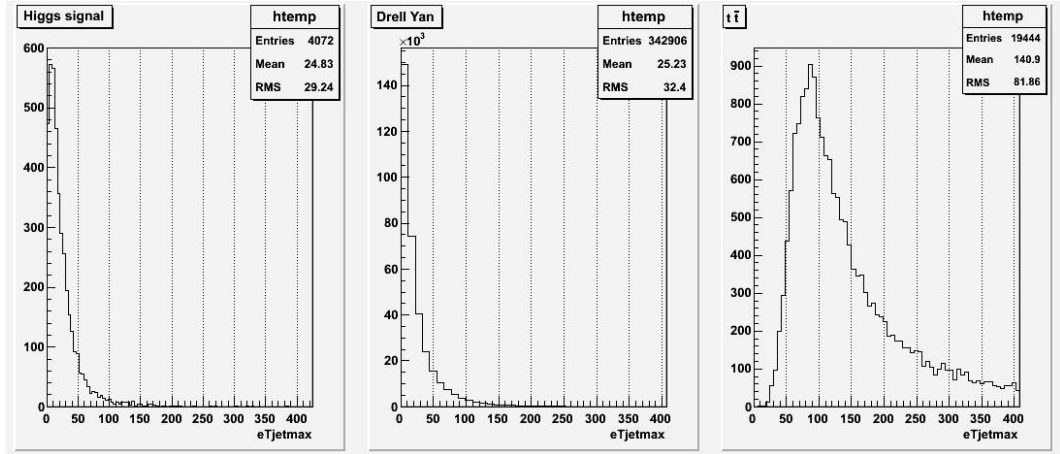 Higgs signal
htemp
Entries 4072
Mean 24.83
RMS 29.24
600
500
400
300
200
100
0
0 50 100 150 200 250 300 350 400
eTjetmax
Drell Yan
htemp
Entries 342906
Mean 25.23
RMS 32.4
×10³
140
120
100
80
60
40
20
0
0 50 100 150 200 250 300 350 400
eTjetmax
t t̄
htemp
Entries 19444
Mean 140.9
RMS 81.86
900
800
700
600
500
400
300
200
100
0
0 50 100 150 200 250 300 350 400
eTjetmax